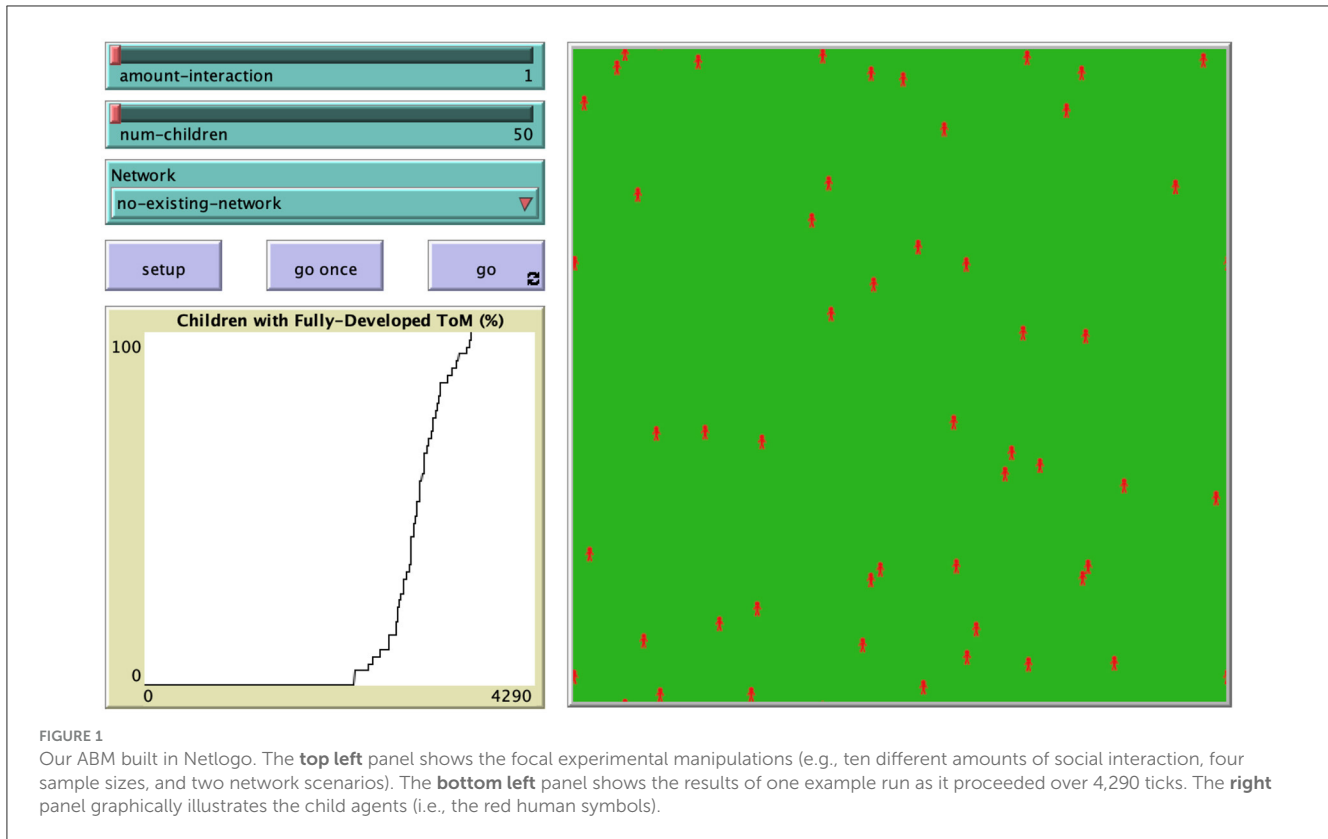 amount-interaction 1
num-children 50
Network
no-existing-network
setup go once go
Children with Fully-Developed ToM (%)
100
0
0 4290
FIGURE 1
Our ABM built in Netlogo. The top left panel shows the focal experimental manipulations (e.g., ten different amounts of social interaction, four
sample sizes, and two network scenarios). The bottom left panel shows the results of one example run as it proceeded over 4,290 ticks. The right
panel graphically illustrates the child agents (i.e., the red human symbols).